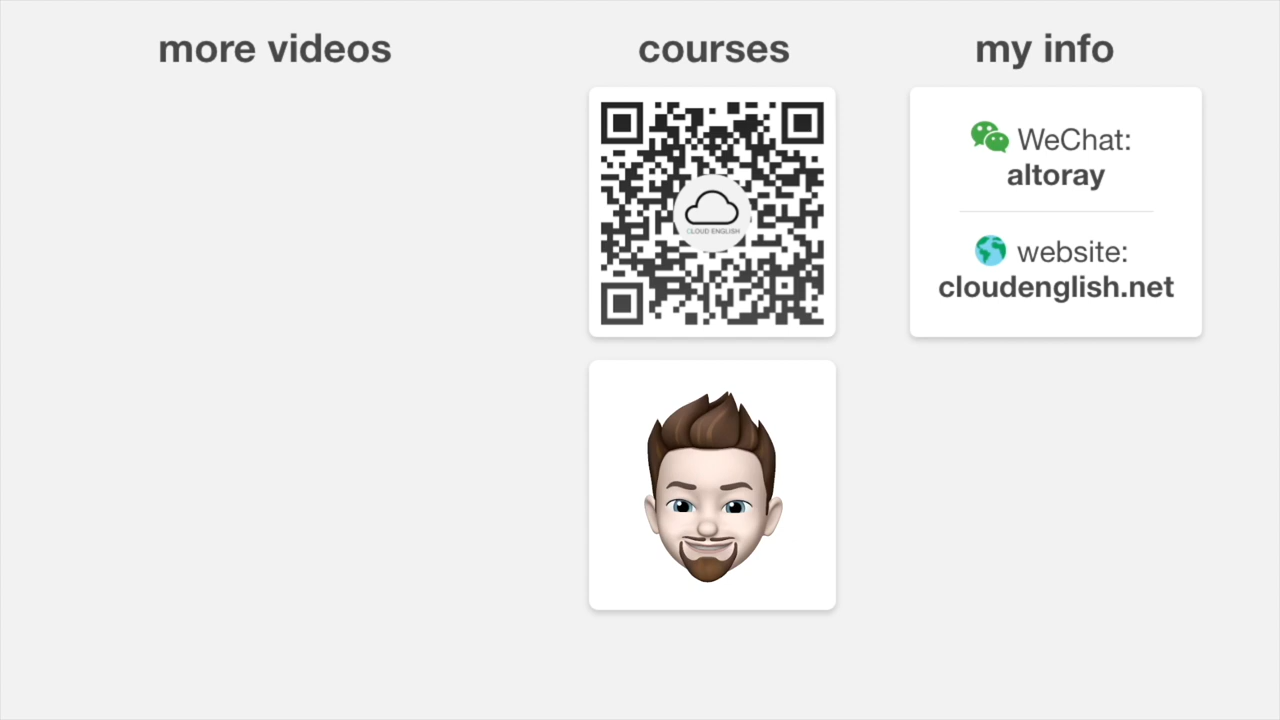 more videos
courses
my info
CLOUD ENGLISH
WeChat:
altoray
website:
cloudenglish.net